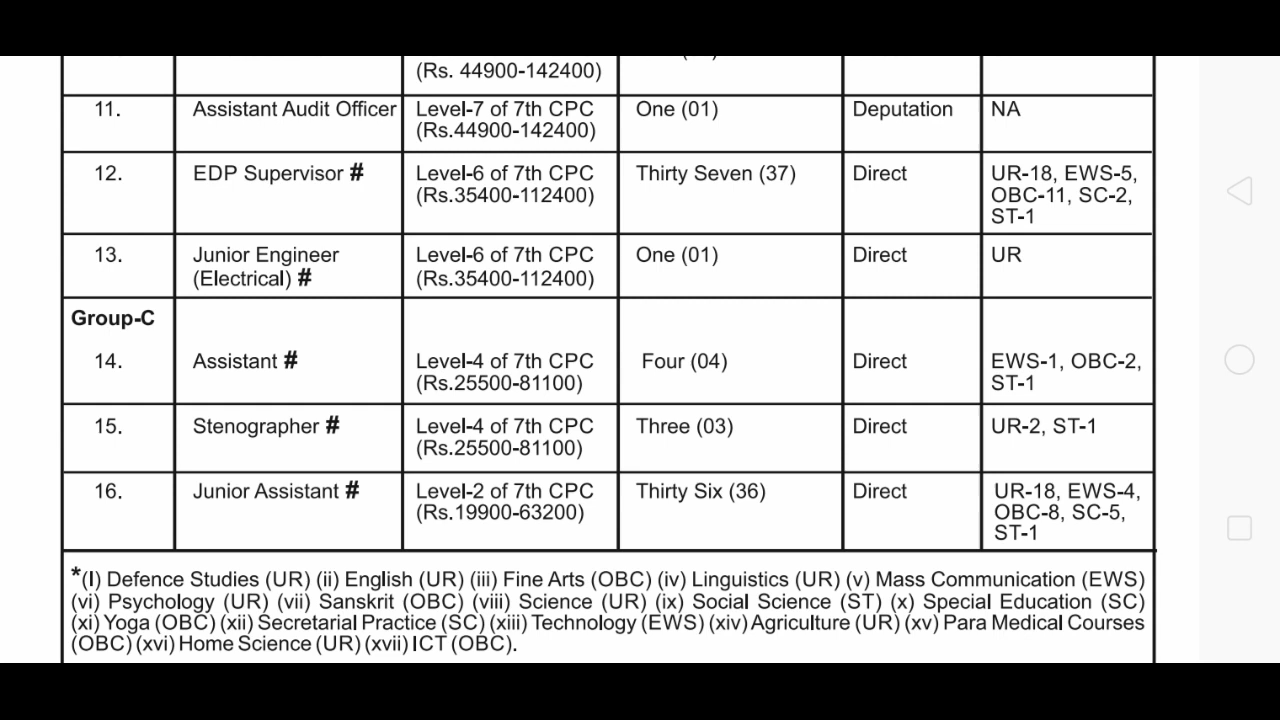 (Rs. 44900-142400)
11. Assistant Audit Officer Level-7 of 7th CPC One (01) Deputation NA
(Rs.44900-142400)
12. EDP Supervisor # Level-6 of 7th CPC Thirty Seven (37) Direct UR-18, EWS-5,
(Rs.35400-112400) OBC-11, SC-2,
ST-1
13. Junior Engineer Level-6 of 7th CPC One (01) Direct UR
(Electrical) # (Rs.35400-112400)
Group-C
14. Assistant # Level-4 of 7th CPC Four (04) Direct EWS-1, OBC-2,
(Rs.25500-81100) ST-1
15. Stenographer # Level-4 of 7th CPC Three (03) Direct UR-2, ST-1
(Rs.25500-81100)
16. Junior Assistant # Level-2 of 7th CPC Thirty Six (36) Direct UR-18, EWS-4,
(Rs.19900-63200) OBC-8, SC-5,
ST-1
*(I) Defence Studies (UR) (ii) English (UR) (iii) Fine Arts (OBC) (iv) Linguistics (UR) (v) Mass Communication (EWS)
(vi) Psychology (UR) (vii) Sanskrit (OBC) (viii) Science (UR) (ix) Social Science (ST) (x) Special Education (SC)
(xi) Yoga (OBC) (xii) Secretarial Practice (SC) (xiii) Technology (EWS) (xiv) Agriculture (UR) (xv) Para Medical Courses
(OBC) (xvi) Home Science (UR) (xvii) ICT (OBC).